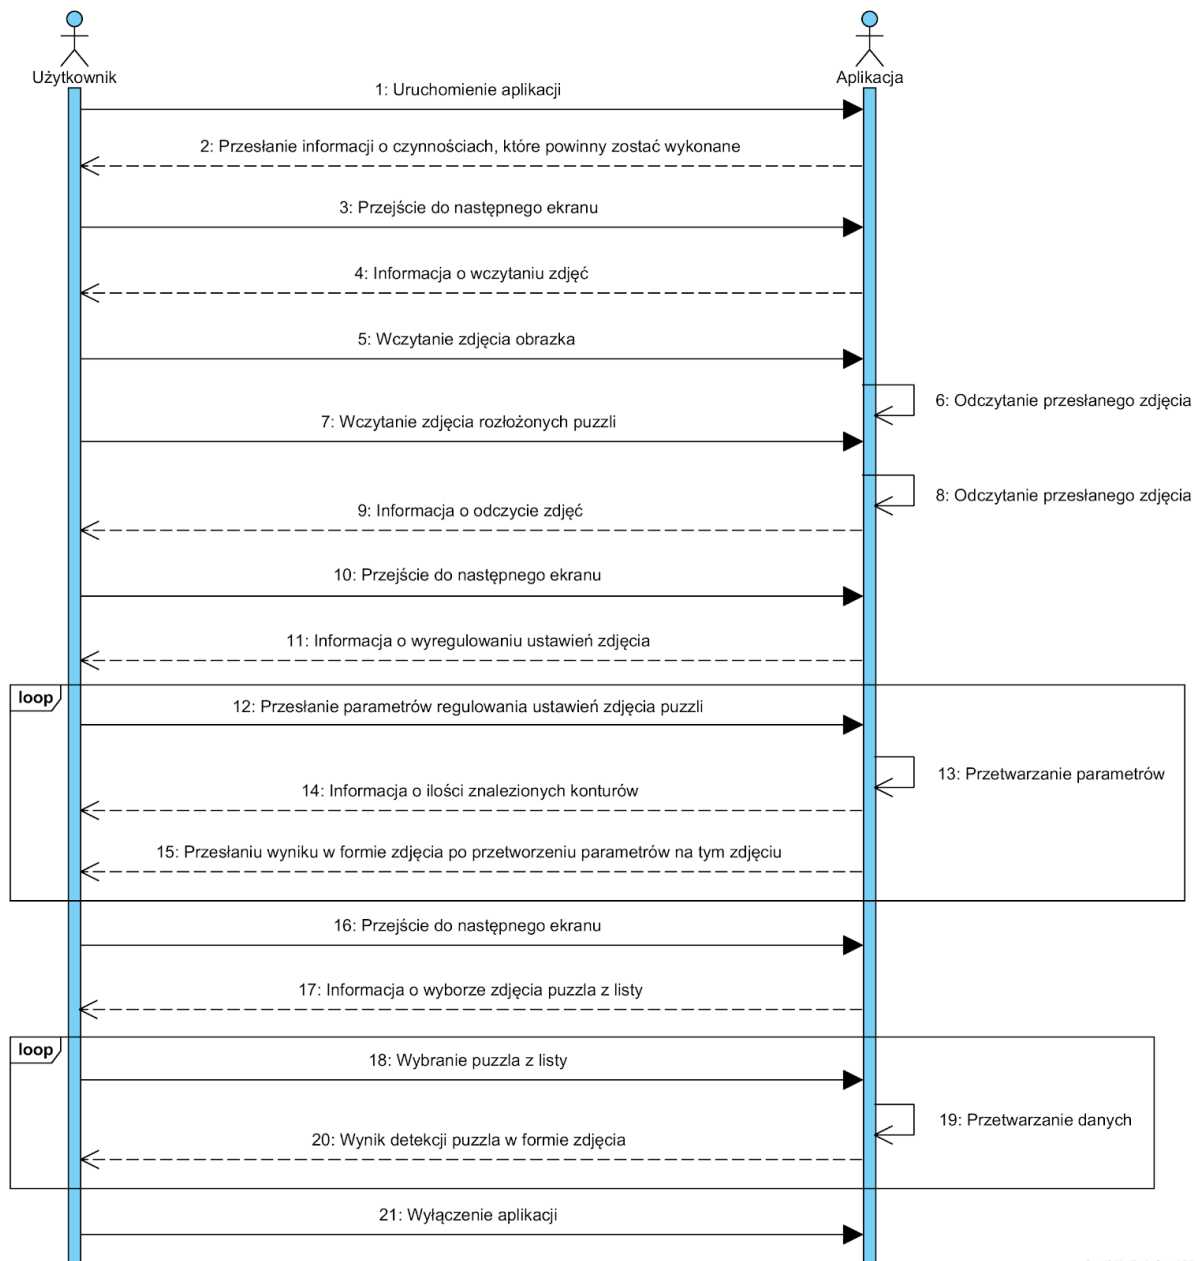 Użytkownik
Aplikacja
1: Uruchomienie aplikacji
2: Przesłanie informacji o czynnościach, które powinny zostać wykonane
3: Przejście do następnego ekranu
4: Informacja o wczytaniu zdjęć
5: Wczytanie zdjęcia obrazka
6: Odczytanie przesłanego zdjęcia
7: Wczytanie zdjęcia rozłożonych puzzli
8: Odczytanie przesłanego zdjęcia
9: Informacja o odczycie zdjęć
10: Przejście do następnego ekranu
11: Informacja o wyregulowaniu ustawień zdjęcia
loop
12: Przesłanie parametrów regulowania ustawień zdjęcia puzzli
13: Przetwarzanie parametrów
14: Informacja o ilości znalezionych konturów
15: Przesłaniu wyniku w formie zdjęcia po przetworzeniu parametrów na tym zdjęciu
16: Przejście do następnego ekranu
17: Informacja o wyborze zdjęcia puzzla z listy
loop
18: Wybranie puzzla z listy
19: Przetwarzanie danych
20: Wynik detekcji puzzla w formie zdjęcia
21: Wyłączenie aplikacji